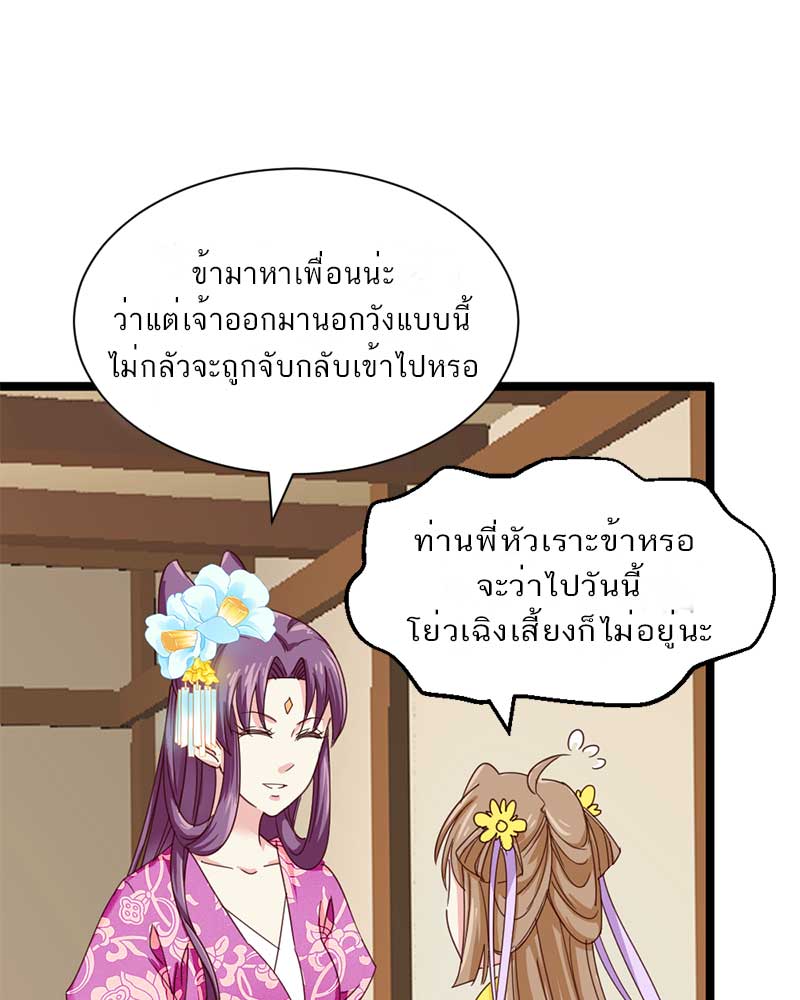 ข้ามาหาเพื่อนน่ะ
ว่าแต่เจ้าออกมานอกวังแบบนี้
ไม่กลัวจะถูกจับกลับเข้าไปหรอ
ท่านพี่หัวเราะข้าหรอ
จะว่าไปวันนี้
โย่วเฉิงเสี้ยงก็ไม่อยู่นะ